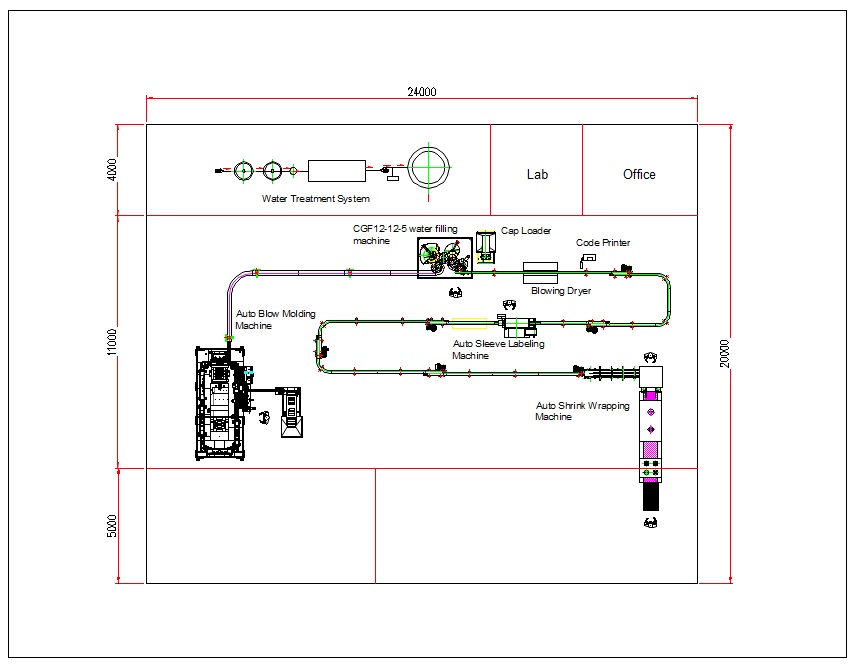 24000
4000
Lab
Office
Water Treatment System
CGF12-12-5 water filling
machine
Cap Loader
Code Printer
Blowing Dryer
Auto Blow Molding
Machine
11000
20000
Auto Sleeve Labeling
Machine
Auto Shrink Wrapping
Machine
5000